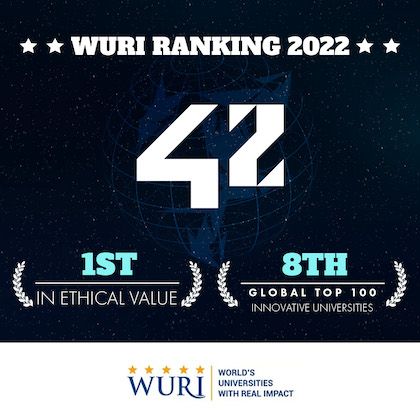 WURI RANKING 2022
42
1ST
IN ETHICAL VALUE
8TH
GLOBAL TOP 100
INNOVATIVE UNIVERSITIES
WURI
WORLD'S
UNIVERSITIES
WITH REAL IMPACT